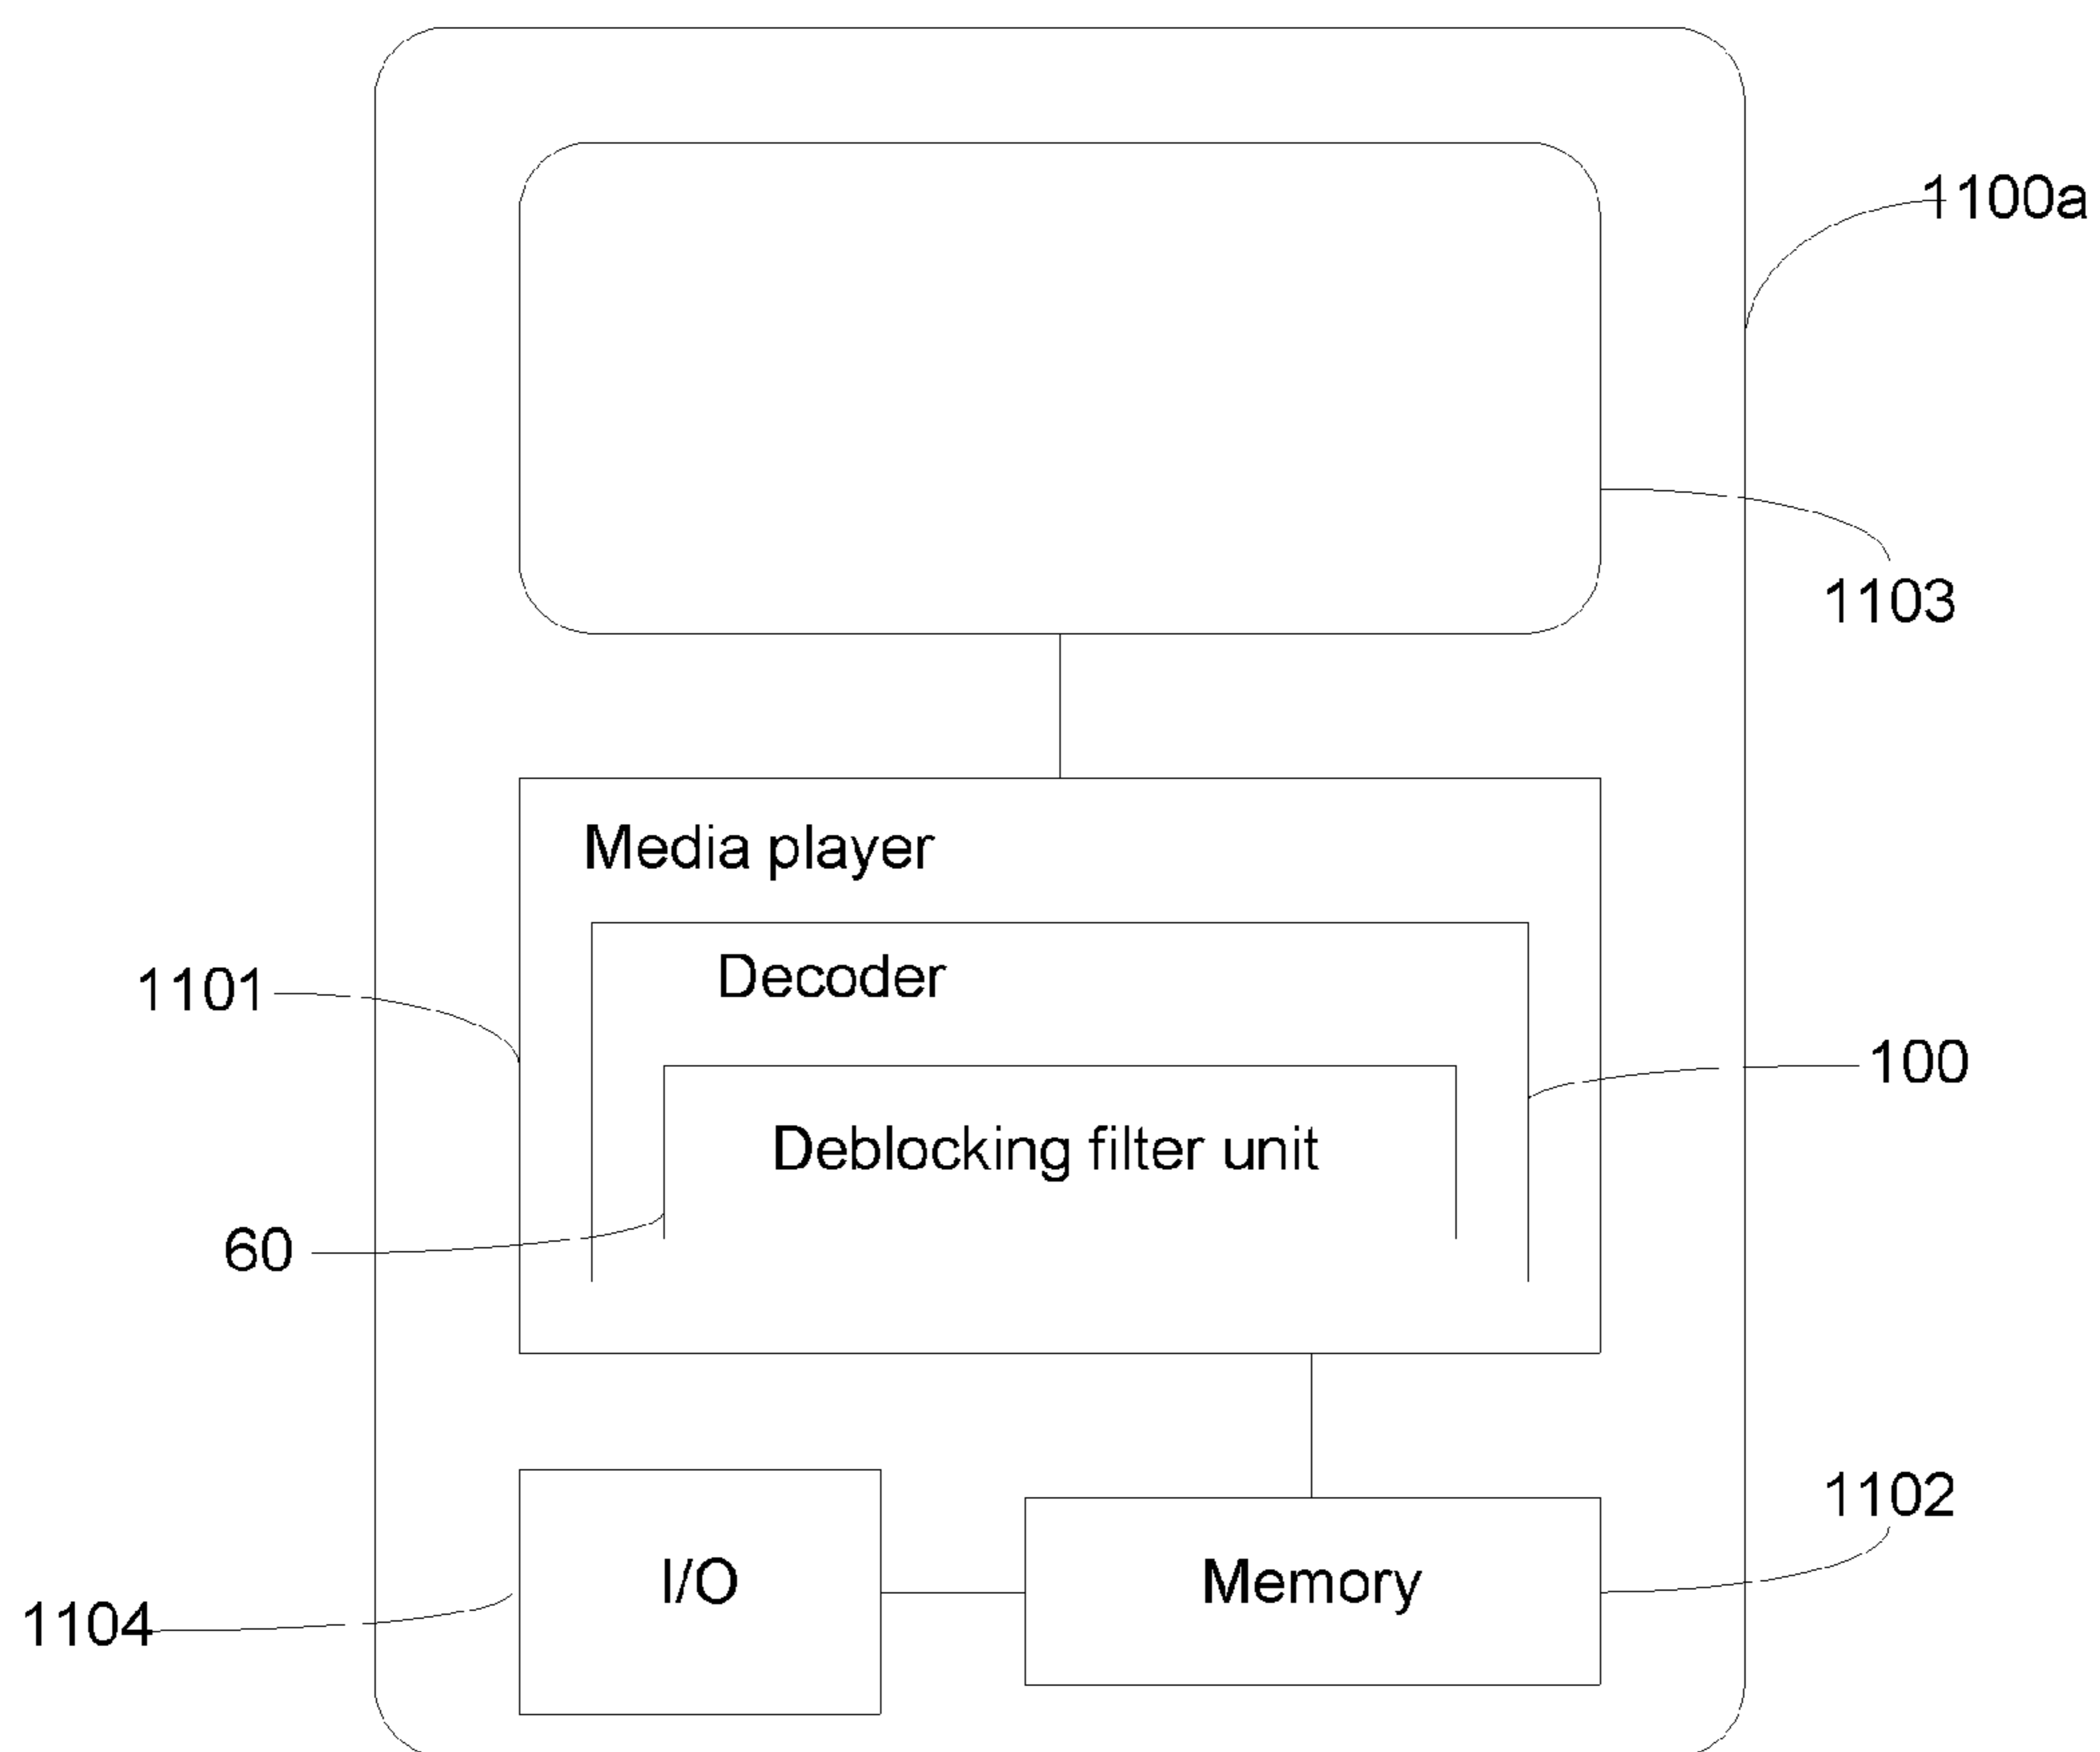 1100a
1103
Media player
Decoder
1101
100
Deblocking filter unit
60
1102
I/O
Memory
1104